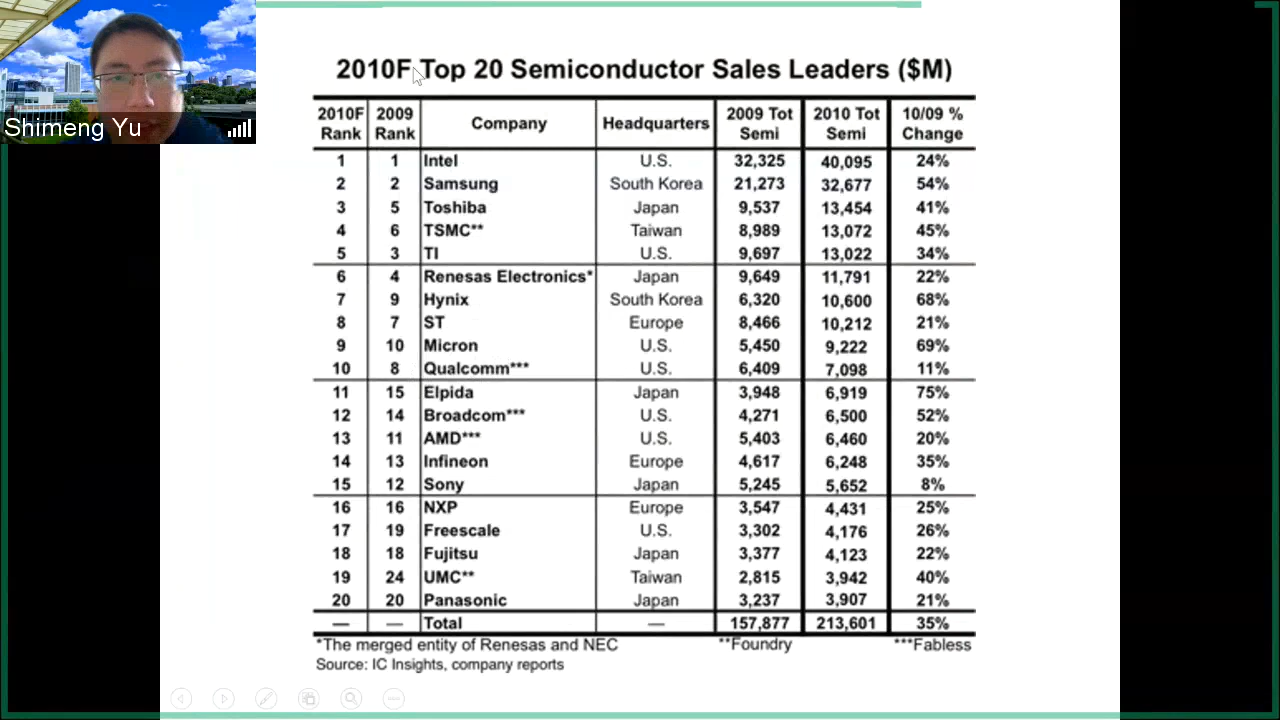 Shimeng Yu
2010F Top 20 Semiconductor Sales Leaders ($M)
2010F Rank 2009 Rank Company Headquarters 2009 Tot Semi 2010 Tot Semi 10/09 % Change
1 1 Intel U.S. 32,325 40,095 24%
2 2 Samsung South Korea 21,273 32,677 54%
3 5 Toshiba Japan 9,537 13,454 41%
4 6 TSMC** Taiwan 8,989 13,072 45%
5 3 TI U.S. 9,697 13,022 34%
6 4 Renesas Electronics* Japan 9,649 11,791 22%
7 9 Hynix South Korea 6,320 10,600 68%
8 7 ST Europe 8,466 10,212 21%
9 10 Micron U.S. 5,450 9,222 69%
10 8 Qualcomm*** U.S. 6,409 7,098 11%
11 15 Elpida Japan 3,948 6,919 75%
12 14 Broadcom*** U.S. 4,271 6,500 52%
13 11 AMD*** U.S. 5,403 6,460 20%
14 13 Infineon Europe 4,617 6,248 35%
15 12 Sony Japan 5,245 5,652 8%
16 16 NXP Europe 3,547 4,431 25%
17 19 Freescale U.S. 3,302 4,176 26%
18 18 Fujitsu Japan 3,377 4,123 22%
19 24 UMC** Taiwan 2,815 3,942 40%
20 20 Panasonic Japan 3,237 3,907 21%
— — Total — 157,877 213,601 35%
*The merged entity of Renesas and NEC **Foundry ***Fabless
Source: IC Insights, company reports